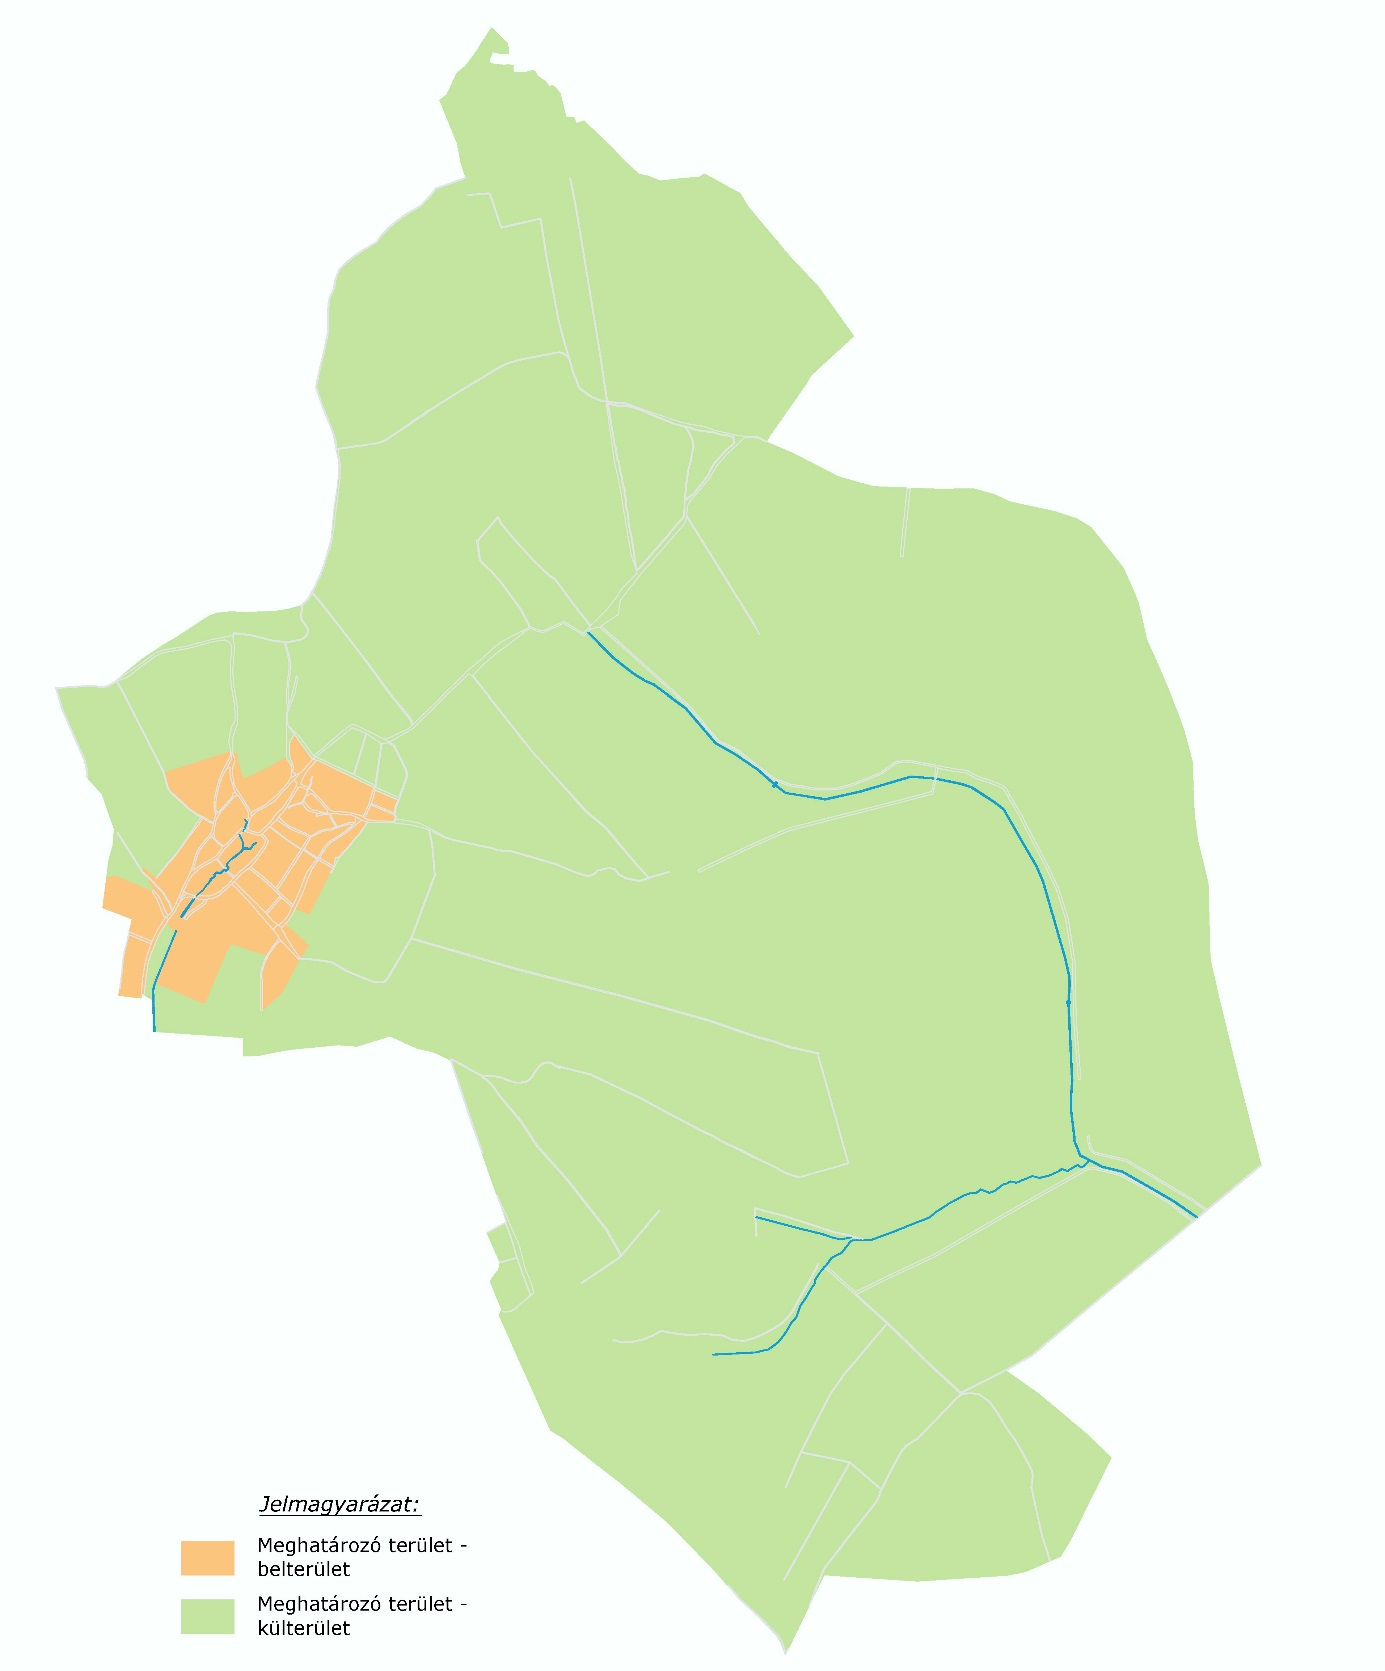 Jelmagyarázat:
Meghatározó terület -
belterület
Meghatározó terület -
külterület